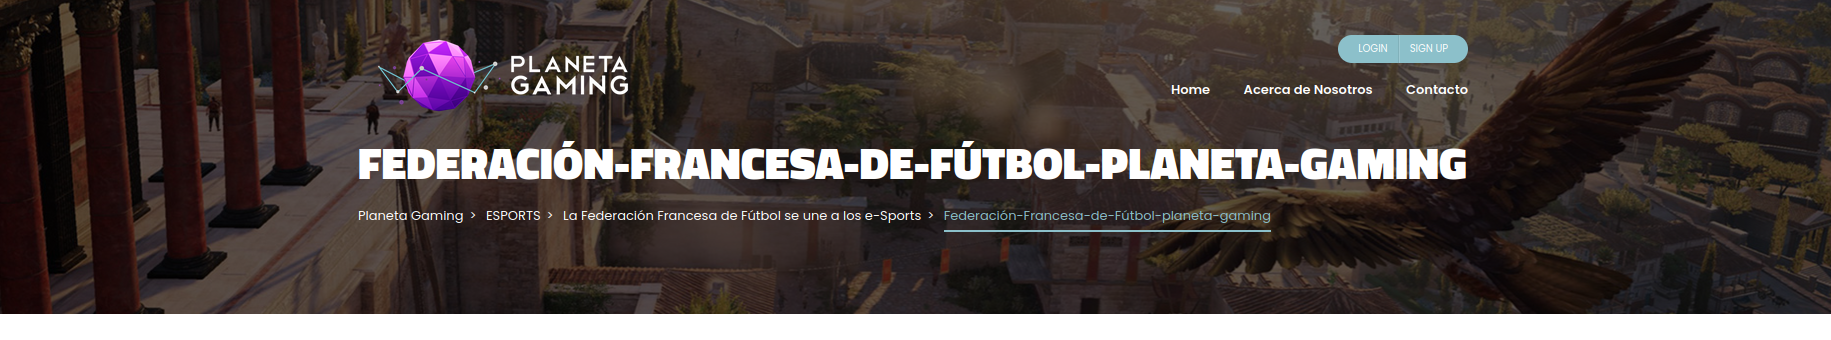 PLANETA
GAMING
LOGIN SIGN UP
Home Acerca de Nosotros Contacto
FEDERACIÓN-FRANCESA-DE-FÚTBOL-PLANETA-GAMING
Planeta Gaming > ESPORTS > La Federación Francesa de Fútbol se une a los e-Sports > Federación-Francesa-de-Fútbol-planeta-gaming